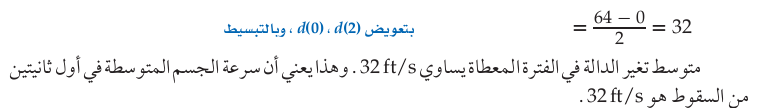 = \frac{64 - 0}{2} = 32 بتعويض d(2) ، d(0) ، وبالتبسيط
متوسط تغير الدالة في الفترة المعطاة يساوي 32 ft/s . وهذا يعني أن سرعة الجسم المتوسطة في أول ثانيتين
من السقوط هو 32 ft/s .